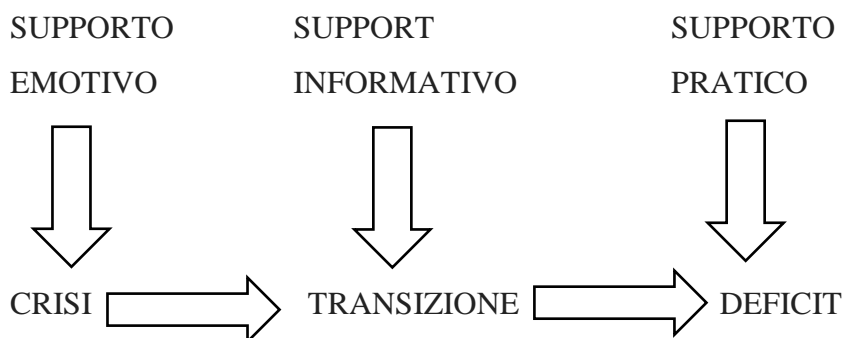 SUPPORTO SUPPORT SUPPORTO
EMOTIVO INFORMATIVO PRATICO
CRISI TRANSIZIONE DEFICIT